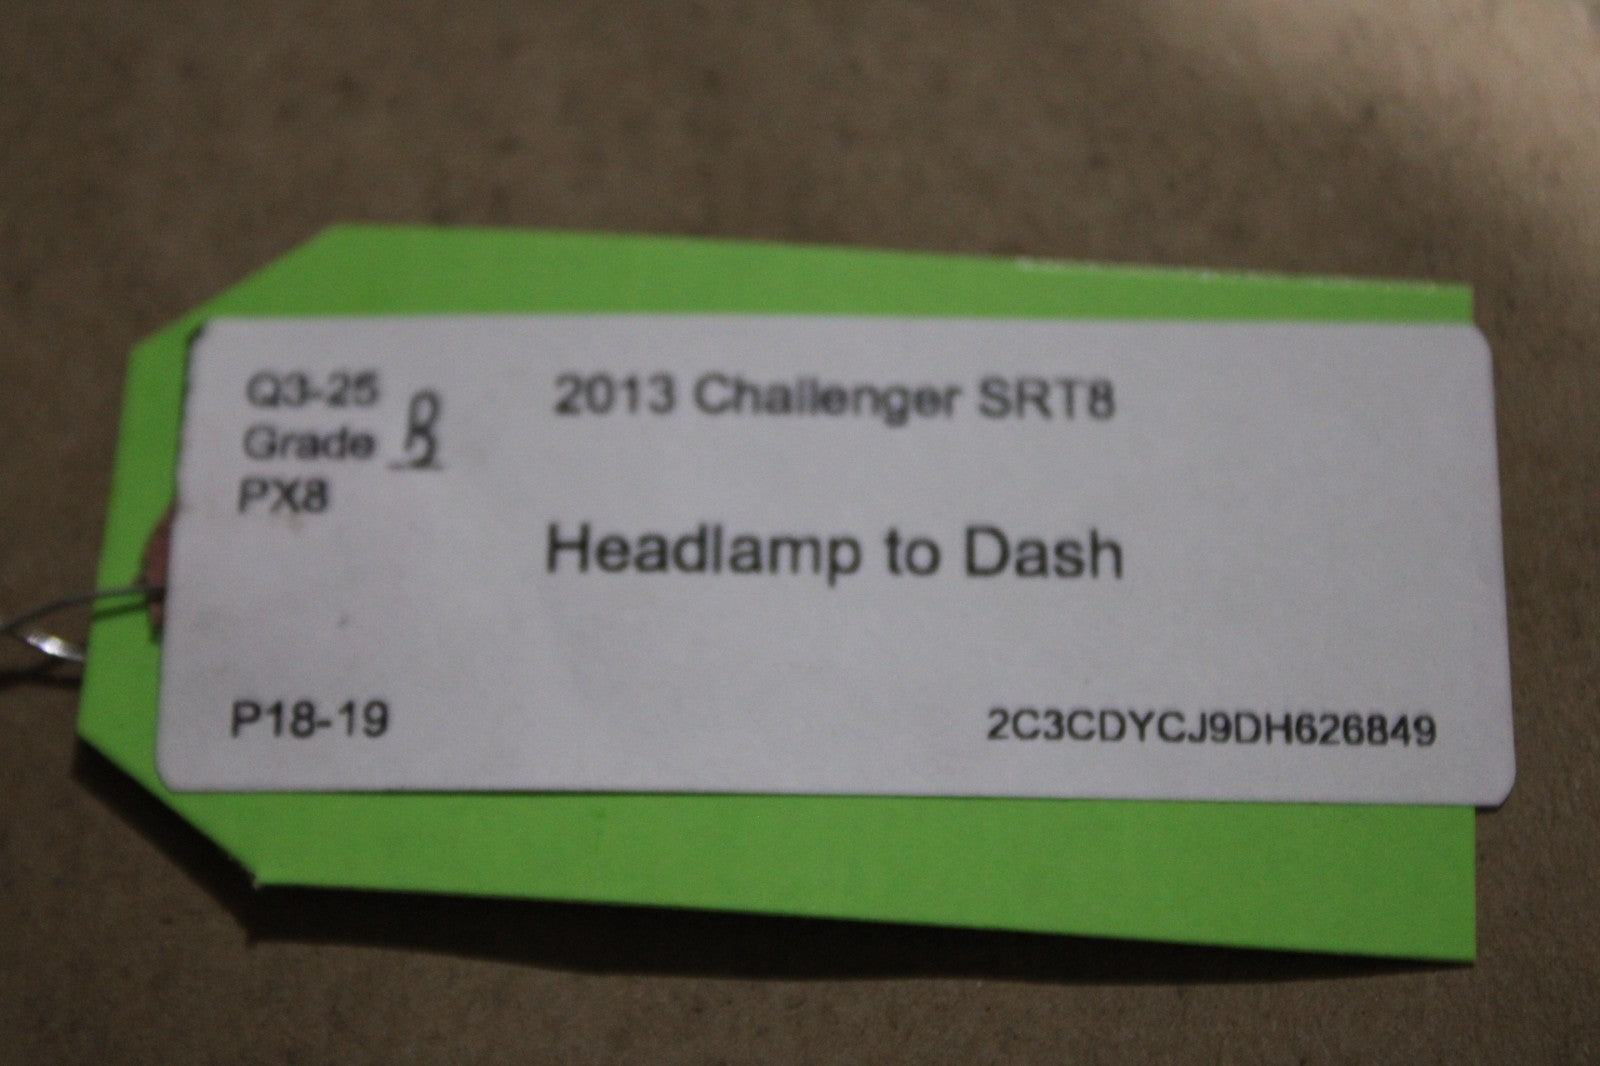 Q3-25
2013 Challenger SRT8
Grade B
PX8
Headlamp to Dash
P18-19
2C3CDYCJ9DH626849